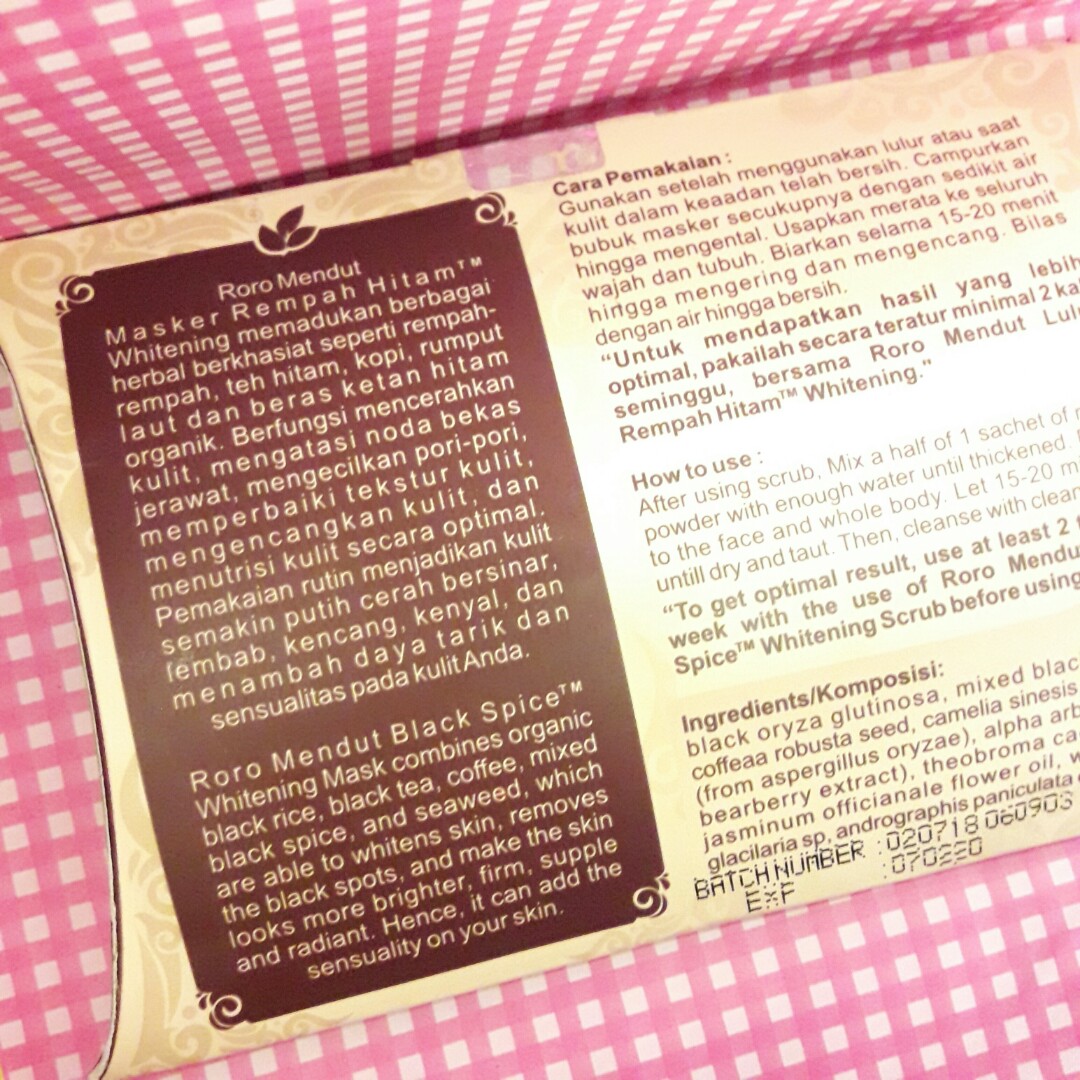 Roro Mendut
Masker Rempah Hitam™
Whitening memadukan berbagai
herbal berkhasiat seperti rempah-
rempah, teh hitam, kopi, rumput
laut dan beras ketan hitam
organik. Berfungsi mencerahkan
kulit, mengatasi noda bekas
jerawat, mengecilkan pori-pori,
memperbaiki tekstur kulit,
mengencangkan kulit, dan
menutrisi kulit secara optimal.
Pemakaian rutin menjadikan kulit
semakin putih cerah bersinar,
lembab, kencang, kenyal, dan
menambah daya tarik dan
sensualitas pada kulit Anda.
Roro Mendut Black Spice™
Whitening Mask combines organic
black rice, black tea, coffee, mixed
black spice, and seaweed, which
are able to whitens skin, removes
the black spots, and make the skin
looks more brighter, firm, supple
and radiant. Hence, it can add the
sensuality on your skin.
Cara Pemakaian :
Gunakan setelah menggunakan lulur atau saat
kulit dalam keaadan telah bersih. Campurkan
bubuk masker secukupnya dengan sedikit air
hingga mengental. Usapkan merata ke seluruh
wajah dan tubuh. Biarkan selama 15-20 menit
hingga mengering dan mengencang. Bilas
dengan air hingga bersih.
"Untuk mendapatkan hasil yang lebih
optimal, pakailah secara teratur minimal 2
seminggu, bersama Roro Mendut
Rempah Hitam™ Whitening."
How to use :
After using scrub, Mix a half of 1 sachet of
powder with enough water until thickened.
to the face and whole body. Let 15-20
untill dry and taut. Then, cleanse with
"To get optimal result, use at least 2
week with the use of Roro
Spice™ Whitening Scrub before using
Ingredients/Komposisi:
black oryza glutinosa, mixed
coffeaa robusta seed, camelia sinesis
(from aspergillus oryzae), alpha
bearberry extract), theobroma
jasminum officianale flower oil,
glacilaria sp, andrographis paniculata
BATCH NUMBER : 020718 060903
EXP : 070220